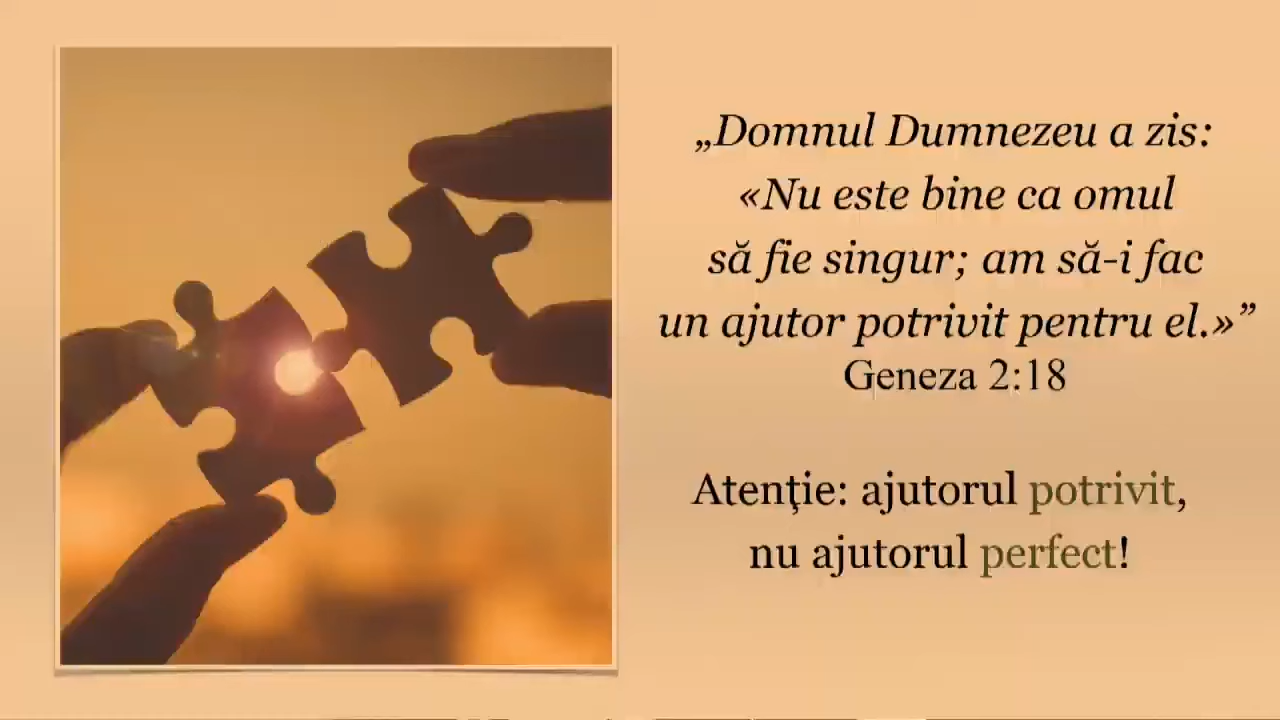 „Domnul Dumnezeu a zis:
«Nu este bine ca omul
să fie singur; am să-i fac
un ajutor potrivit pentru el.»”
Geneza 2:18
Atenţie: ajutorul potrivit,
nu ajutorul perfect!